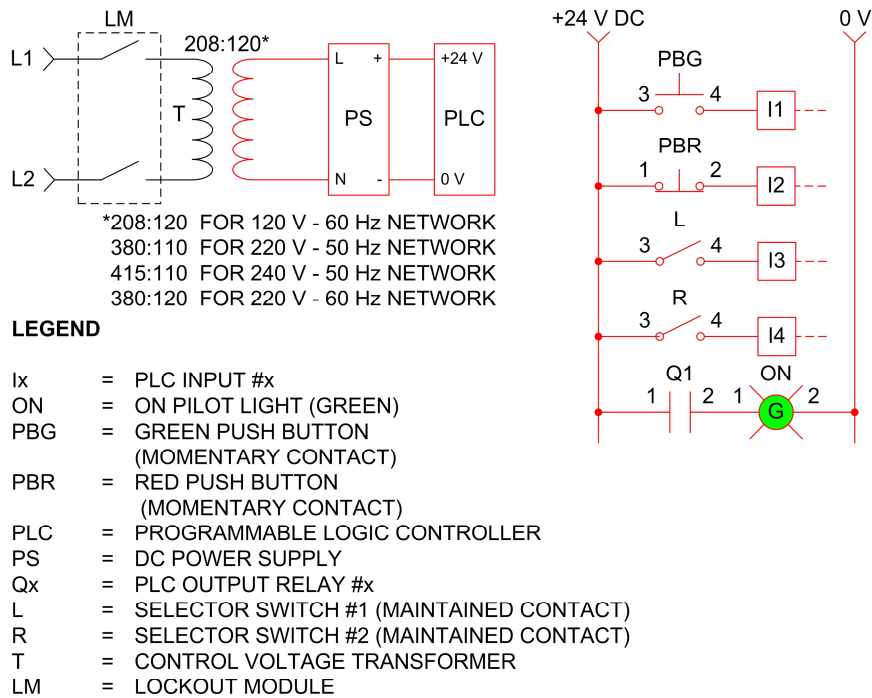 LM
L1
208:120*
L +
+24 V
T
PS
PLC
L2
N -
0 V
*208:120 FOR 120 V - 60 Hz NETWORK
380:110 FOR 220 V - 50 Hz NETWORK
415:110 FOR 240 V - 50 Hz NETWORK
380:120 FOR 220 V - 60 Hz NETWORK
+24 V DC
0 V
PBG
3 4
I1
PBR
1 2
I2
L
3 4
I3
R
3 4
I4
Q1 ON
1 2 1 2
G
LEGEND
Ix = PLC INPUT #x
ON = ON PILOT LIGHT (GREEN)
PBG = GREEN PUSH BUTTON
(MOMENTARY CONTACT)
PBR = RED PUSH BUTTON
(MOMENTARY CONTACT)
PLC = PROGRAMMABLE LOGIC CONTROLLER
PS = DC POWER SUPPLY
Qx = PLC OUTPUT RELAY #x
L = SELECTOR SWITCH #1 (MAINTAINED CONTACT)
R = SELECTOR SWITCH #2 (MAINTAINED CONTACT)
T = CONTROL VOLTAGE TRANSFORMER
LM = LOCKOUT MODULE